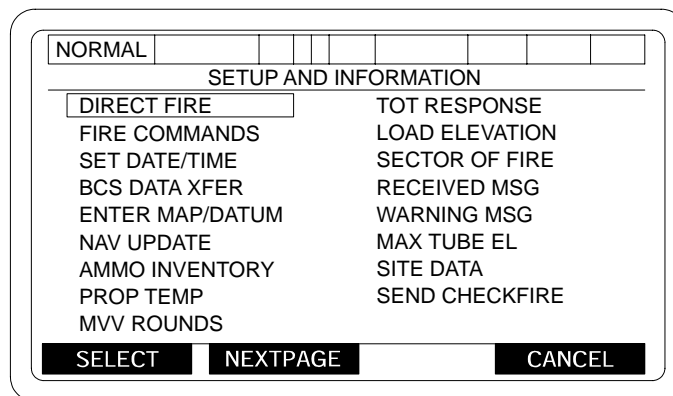 NORMAL
SETUP AND INFORMATION
DIRECT FIRE
FIRE COMMANDS
SET DATE/TIME
BCS DATA XFER
ENTER MAP/DATUM
NAV UPDATE
AMMO INVENTORY
PROP TEMP
MVV ROUNDS
TOT RESPONSE
LOAD ELEVATION
SECTOR OF FIRE
RECEIVED MSG
WARNING MSG
MAX TUBE EL
SITE DATA
SEND CHECKFIRE
SELECT NEXTPAGE CANCEL